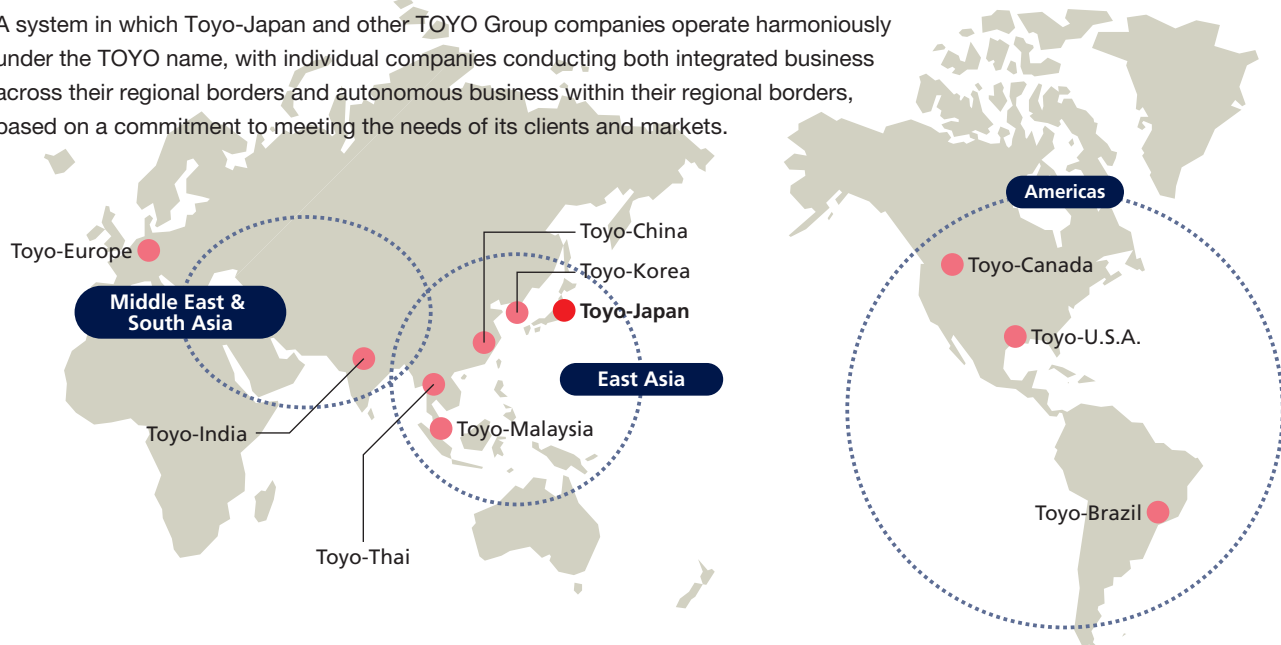 A system in which Toyo-Japan and other TOYO Group companies operate harmoniously
under the TOYO name, with individual companies conducting both integrated business
across their regional borders and autonomous business within their regional borders,
based on a commitment to meeting the needs of its clients and markets.
Americas
Toyo-Europe
Toyo-China
Toyo-Korea
Toyo-Canada
Middle East &
South Asia
Toyo-Japan
Toyo-U.S.A.
East Asia
Toyo-India
Toyo-Malaysia
Toyo-Brazil
Toyo-Thai